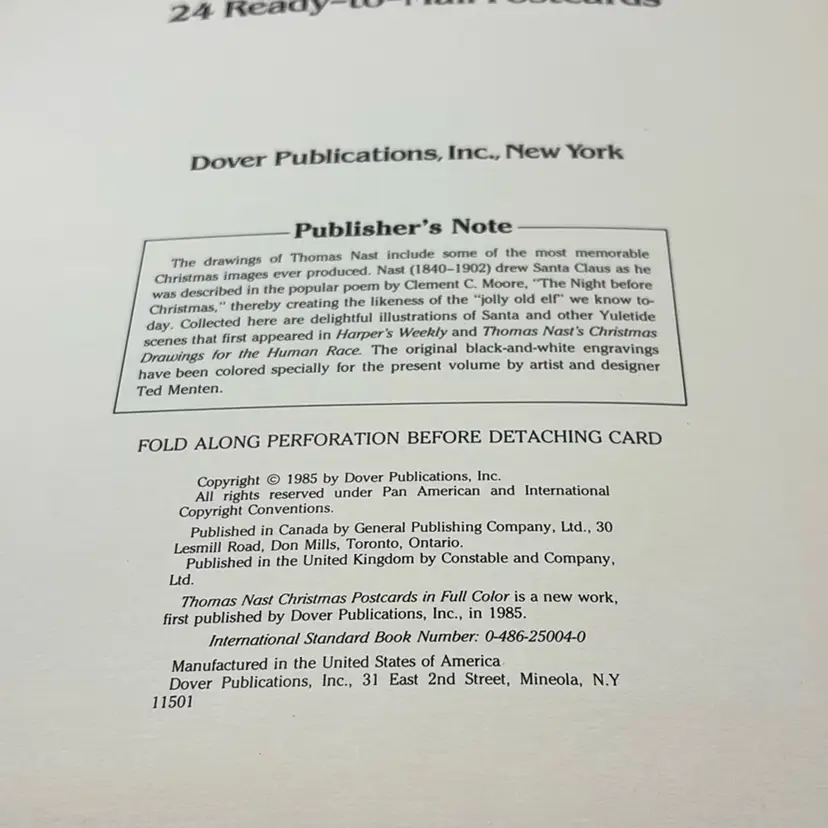 24 Ready-to-Mail Postcards
Dover Publications, Inc., New York
Publisher's Note
The drawings of Thomas Nast include some of the most memorable
Christmas images ever produced. Nast (1840–1902) drew Santa Claus as he
was described in the popular poem by Clement C. Moore, "The Night before
Christmas," thereby creating the likeness of the "jolly old elf" we know to-
day. Collected here are delightful illustrations of Santa and other Yuletide
scenes that first appeared in Harper's Weekly and Thomas Nast's Christmas
Drawings for the Human Race. The original black-and-white engravings
have been colored specially for the present volume by artist and designer
Ted Menten.
FOLD ALONG PERFORATION BEFORE DETACHING CARD
Copyright © 1985 by Dover Publications, Inc.
All rights reserved under Pan American and International
Copyright Conventions.
Published in Canada by General Publishing Company, Ltd., 30
Lesmill Road, Don Mills, Toronto, Ontario.
Published in the United Kingdom by Constable and Company,
Ltd.
Thomas Nast Christmas Postcards in Full Color is a new work,
first published by Dover Publications, Inc., in 1985.
International Standard Book Number: 0-486-25004-0
Manufactured in the United States of America
Dover Publications, Inc., 31 East 2nd Street, Mineola, N.Y
11501